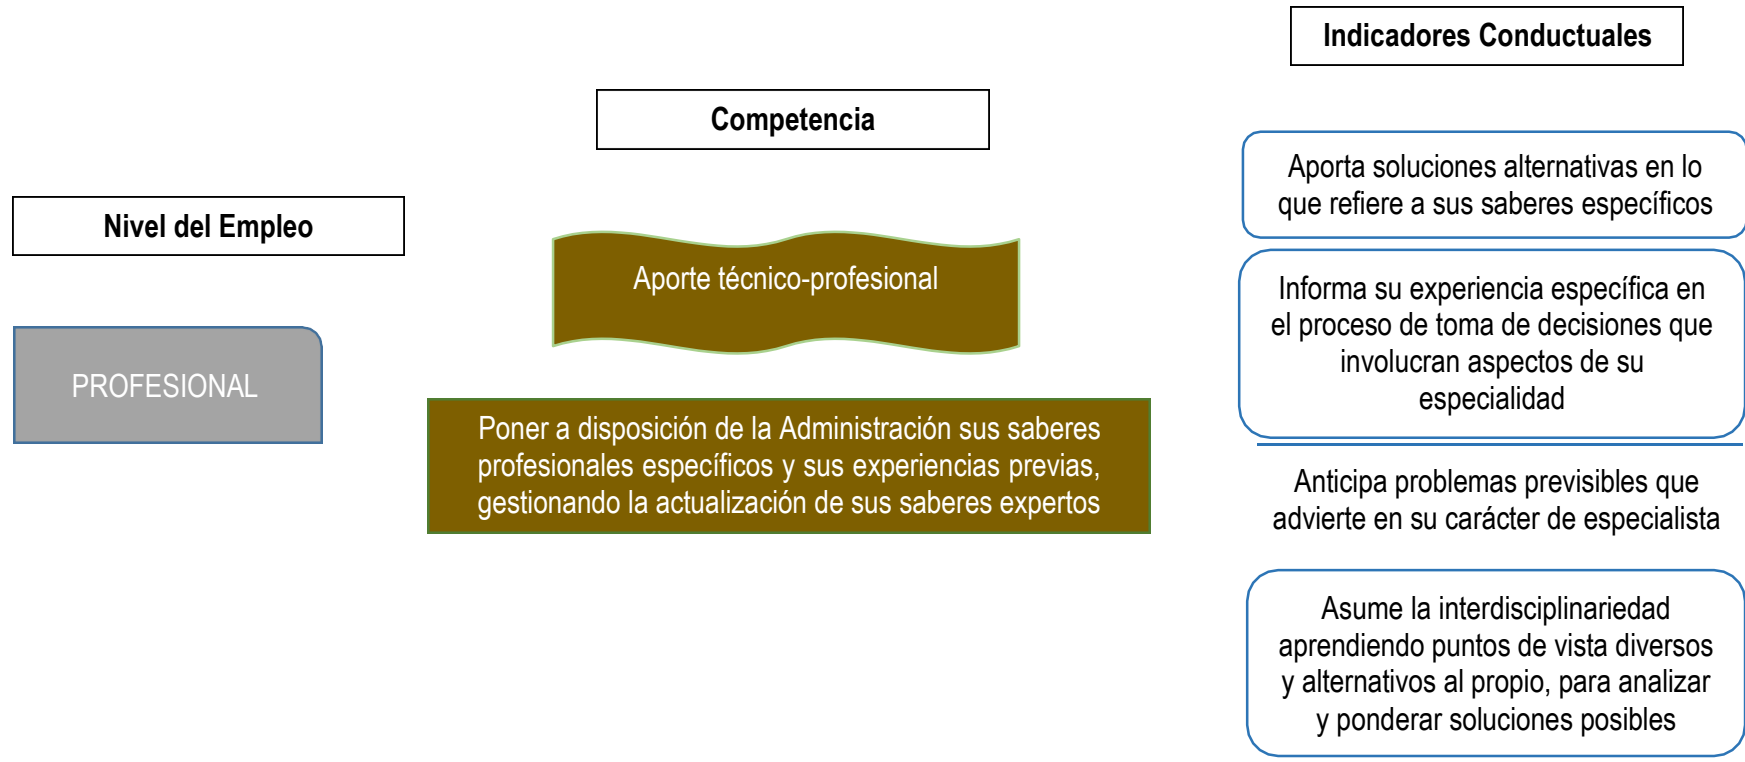 Nivel del Empleo
PROFESIONAL
Competencia
Aporte técnico-profesional
Poner a disposición de la Administración sus saberes
profesionales específicos y sus experiencias previas,
gestionando la actualización de sus saberes expertos
Indicadores Conductuales
Aporta soluciones alternativas en lo
que refiere a sus saberes específicos
Informa su experiencia específica en
el proceso de toma de decisiones que
involucran aspectos de su
especialidad
Anticipa problemas previsibles que
advierte en su carácter de especialista
Asume la interdisciplinariedad
aprendiendo puntos de vista diversos
y alternativos al propio, para analizar
y ponderar soluciones posibles